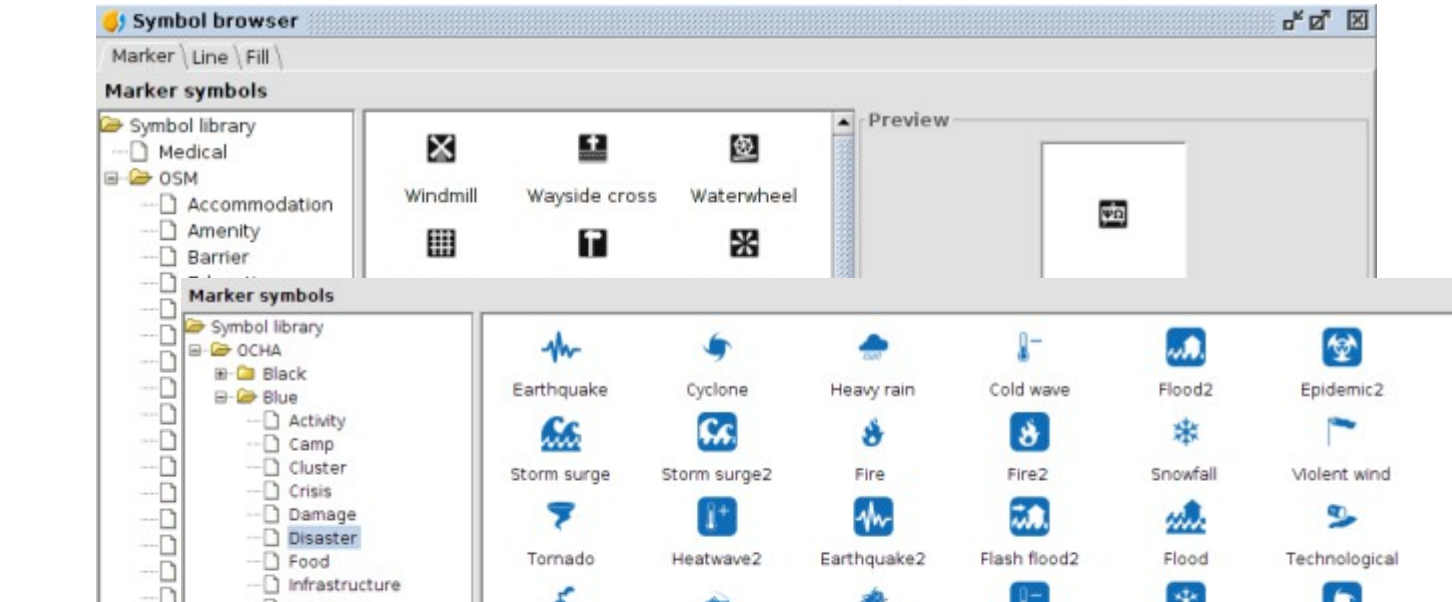 Symbol browser
Marker Line Fill
Marker symbols
Symbol library
Medical
OSM
Accommodation
Amenity
Barrier
Windmill Wayside cross Waterwheel
Preview
ΨΩ
Marker symbols
Symbol library
OCHA
Black
Blue
Activity
Camp
Cluster
Crisis
Damage
Disaster
Food
Infrastructure
Earthquake Cyclone Heavy rain Cold wave Flood2 Epidemic2
Storm surge Storm surge2 Fire Fire2 Snowfall Violent wind
Tornado Heatwave2 Earthquake2 Flash flood2 Flood Technological